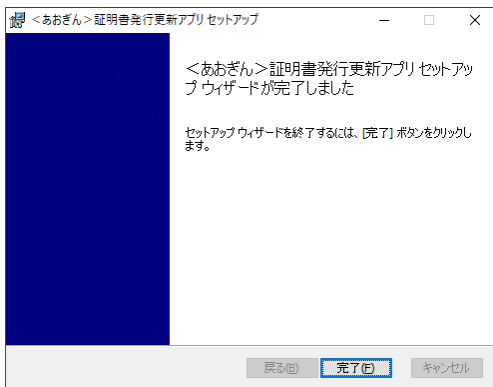 ＜あおぎん＞証明書発行更新アプリ セットアップ
＜あおぎん＞証明書発行更新アプリ セットアッ
プ ウィザードが完了しました
セットアップ ウィザードを終了するには、[完了] ボタンをクリックし
ます。
戻る(B) 完了(F) キャンセル